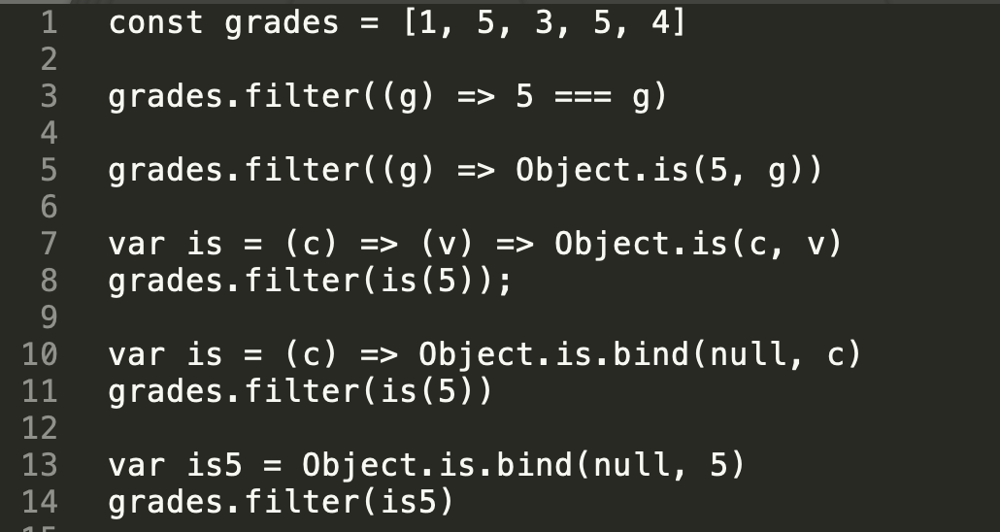 1 const grades = [1, 5, 3, 5, 4]
2
3 grades.filter((g) => 5 === g)
4
5 grades.filter((g) => Object.is(5, g))
6
7 var is = (c) => (v) => Object.is(c, v)
8 grades.filter(is(5));
9
10 var is = (c) => Object.is.bind(null, c)
11 grades.filter(is(5))
12
13 var is5 = Object.is.bind(null, 5)
14 grades.filter(is5)